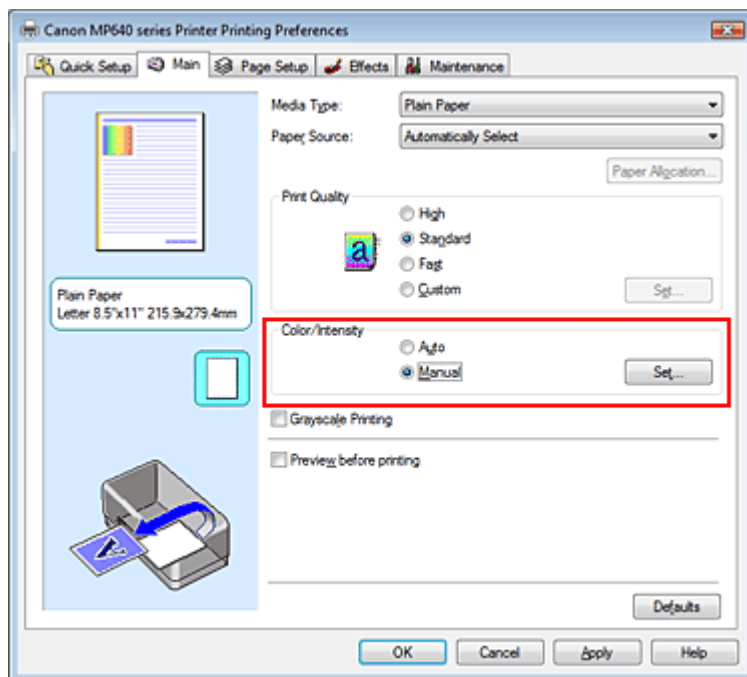 Canon MP640 series Printer Printing Preferences
Quick Setup Main Page Setup Effects Maintenance
Media Type: Plain Paper
Paper Source: Automatically Select
Paper Allocation...
Print Quality
High
a Standard
Fast
Custom Set...
Plain Paper
Letter 8.5"x11" 215.9x279.4mm
Color/Intensity
Auto
Manual Set...
Grayscale Printing
Preview before printing
A
Defaults
OK Cancel Apply Help